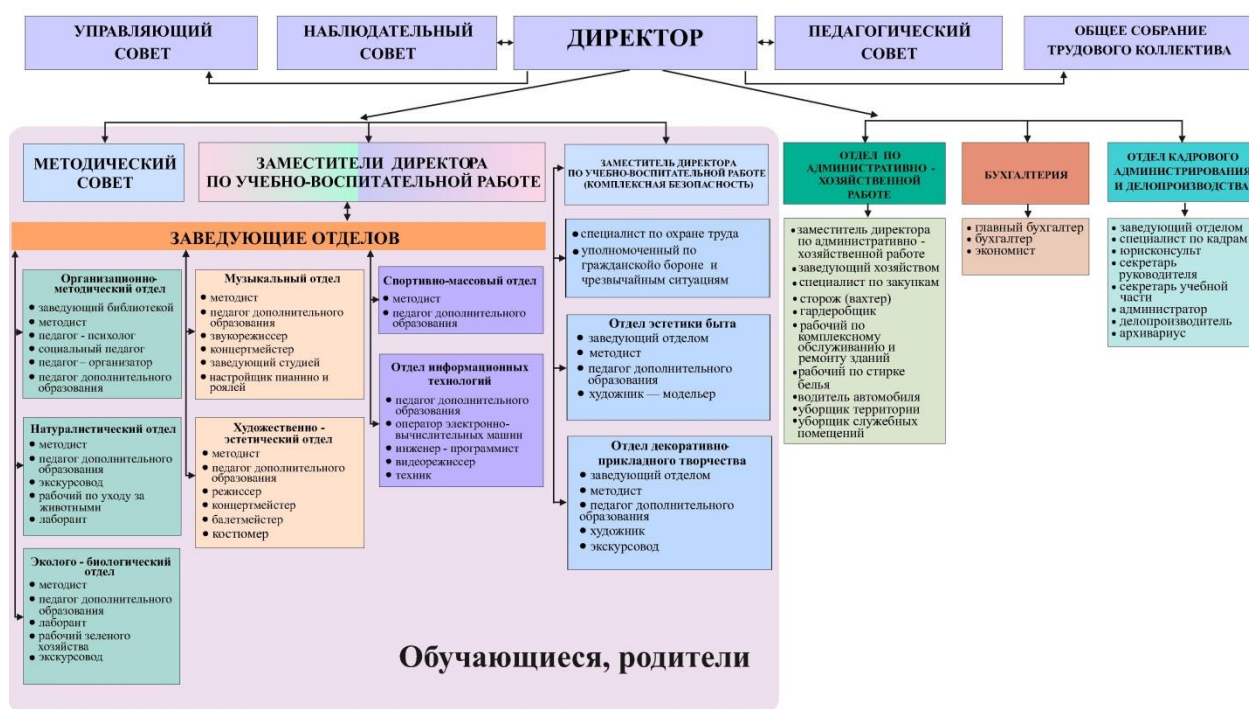 УПРАВЛЯЮЩИЙ
СОВЕТ
НАБЛЮДАТЕЛЬНЫЙ
СОВЕТ
ДИРЕКТОР
ПЕДАГОГИЧЕСКИЙ
СОВЕТ
ОБЩЕЕ СОБРАНИЕ
ТРУДОВОГО КОЛЛЕКТИВА
МЕТОДИЧЕСКИЙ
СОВЕТ
ЗАМЕСТИТЕЛИ ДИРЕКТОРА
ПО УЧЕБНО-ВОСПИТАТЕЛЬНОЙ РАБОТЕ
ЗАМЕСТИТЕЛЬ ДИРЕКТОРА
ПО УЧЕБНО-ВОСПИТАТЕЛЬНОЙ РАБОТЕ
(КОМПЛЕКСНАЯ БЕЗОПАСНОСТЬ)
ОТДЕЛ ПО
АДМИНИСТРАТИВНО -
ХОЗЯЙСТВЕННОЙ
РАБОТЕ
БУХГАЛТЕРИЯ
ОТДЕЛ КАДРОВОГО
АДМИНИСТРИРОВАНИЯ
И ДЕЛОПРОИЗВОДСТВА
ЗАВЕДУЮЩИЕ ОТДЕЛОВ
Организационно-
методический отдел
● заведующий библиотекой
● методист
● педагог - психолог
● социальный педагог
● педагог – организатор
● педагог дополнительного
образования
Натуралистический отдел
● методист
● педагог дополнительного
образования
● экскурсовод
● рабочий по уходу за
животными
● лаборант
Эколого - биологический
отдел
● методист
● педагог дополнительного
образования
● лаборант
● рабочий зеленого
хозяйства
● экскурсовод
Музыкальный отдел
● методист
● педагог дополнительного
образования
● звукорежиссер
● концертмейстер
● заведующий студией
● настройщик пианино и
роялей
Художественно -
эстетический отдел
● методист
● педагог дополнительного
образования
● режиссер
● концертмейстер
● балетмейстер
● костюмер
Спортивно-массовый отдел
● методист
● педагог дополнительного
образования
Отдел информационных
технологий
● педагог дополнительного
образования
● оператор электронно-
вычислительных машин
● инженер - программист
● видеорежиссер
● техник
● специалист по охране труда
● уполномоченный по
гражданскойо бороне и
чрезвычайным ситуациям
Отдел эстетики быта
● заведующий отделом
● методист
● педагог дополнительного
образования
● художник — модельер
Отдел декоративно-
прикладного творчества
● заведующий отделом
● методист
● педагог дополнительного
образования
● художник
● экскурсовод
● заместитель директора
по административно -
хозяйственной работе
● заведующий хозяйством
● специалист по закупкам
● сторож (вахтер)
● гардеробщик
● рабочий по
комплексному
обслуживанию и
ремонту зданий
● рабочий по стирке
белья
● водитель автомобиля
● уборщик территории
● уборщик служебных
помещений
● главный бухгалтер
● бухгалтер
● экономист
● заведующий отделом
● специалист по кадрам
● юрисконсульт
● секретарь
руководителя
● секретарь учебной
части
● администратор
● делопроизводитель
● архивариус
Обучающиеся, родители